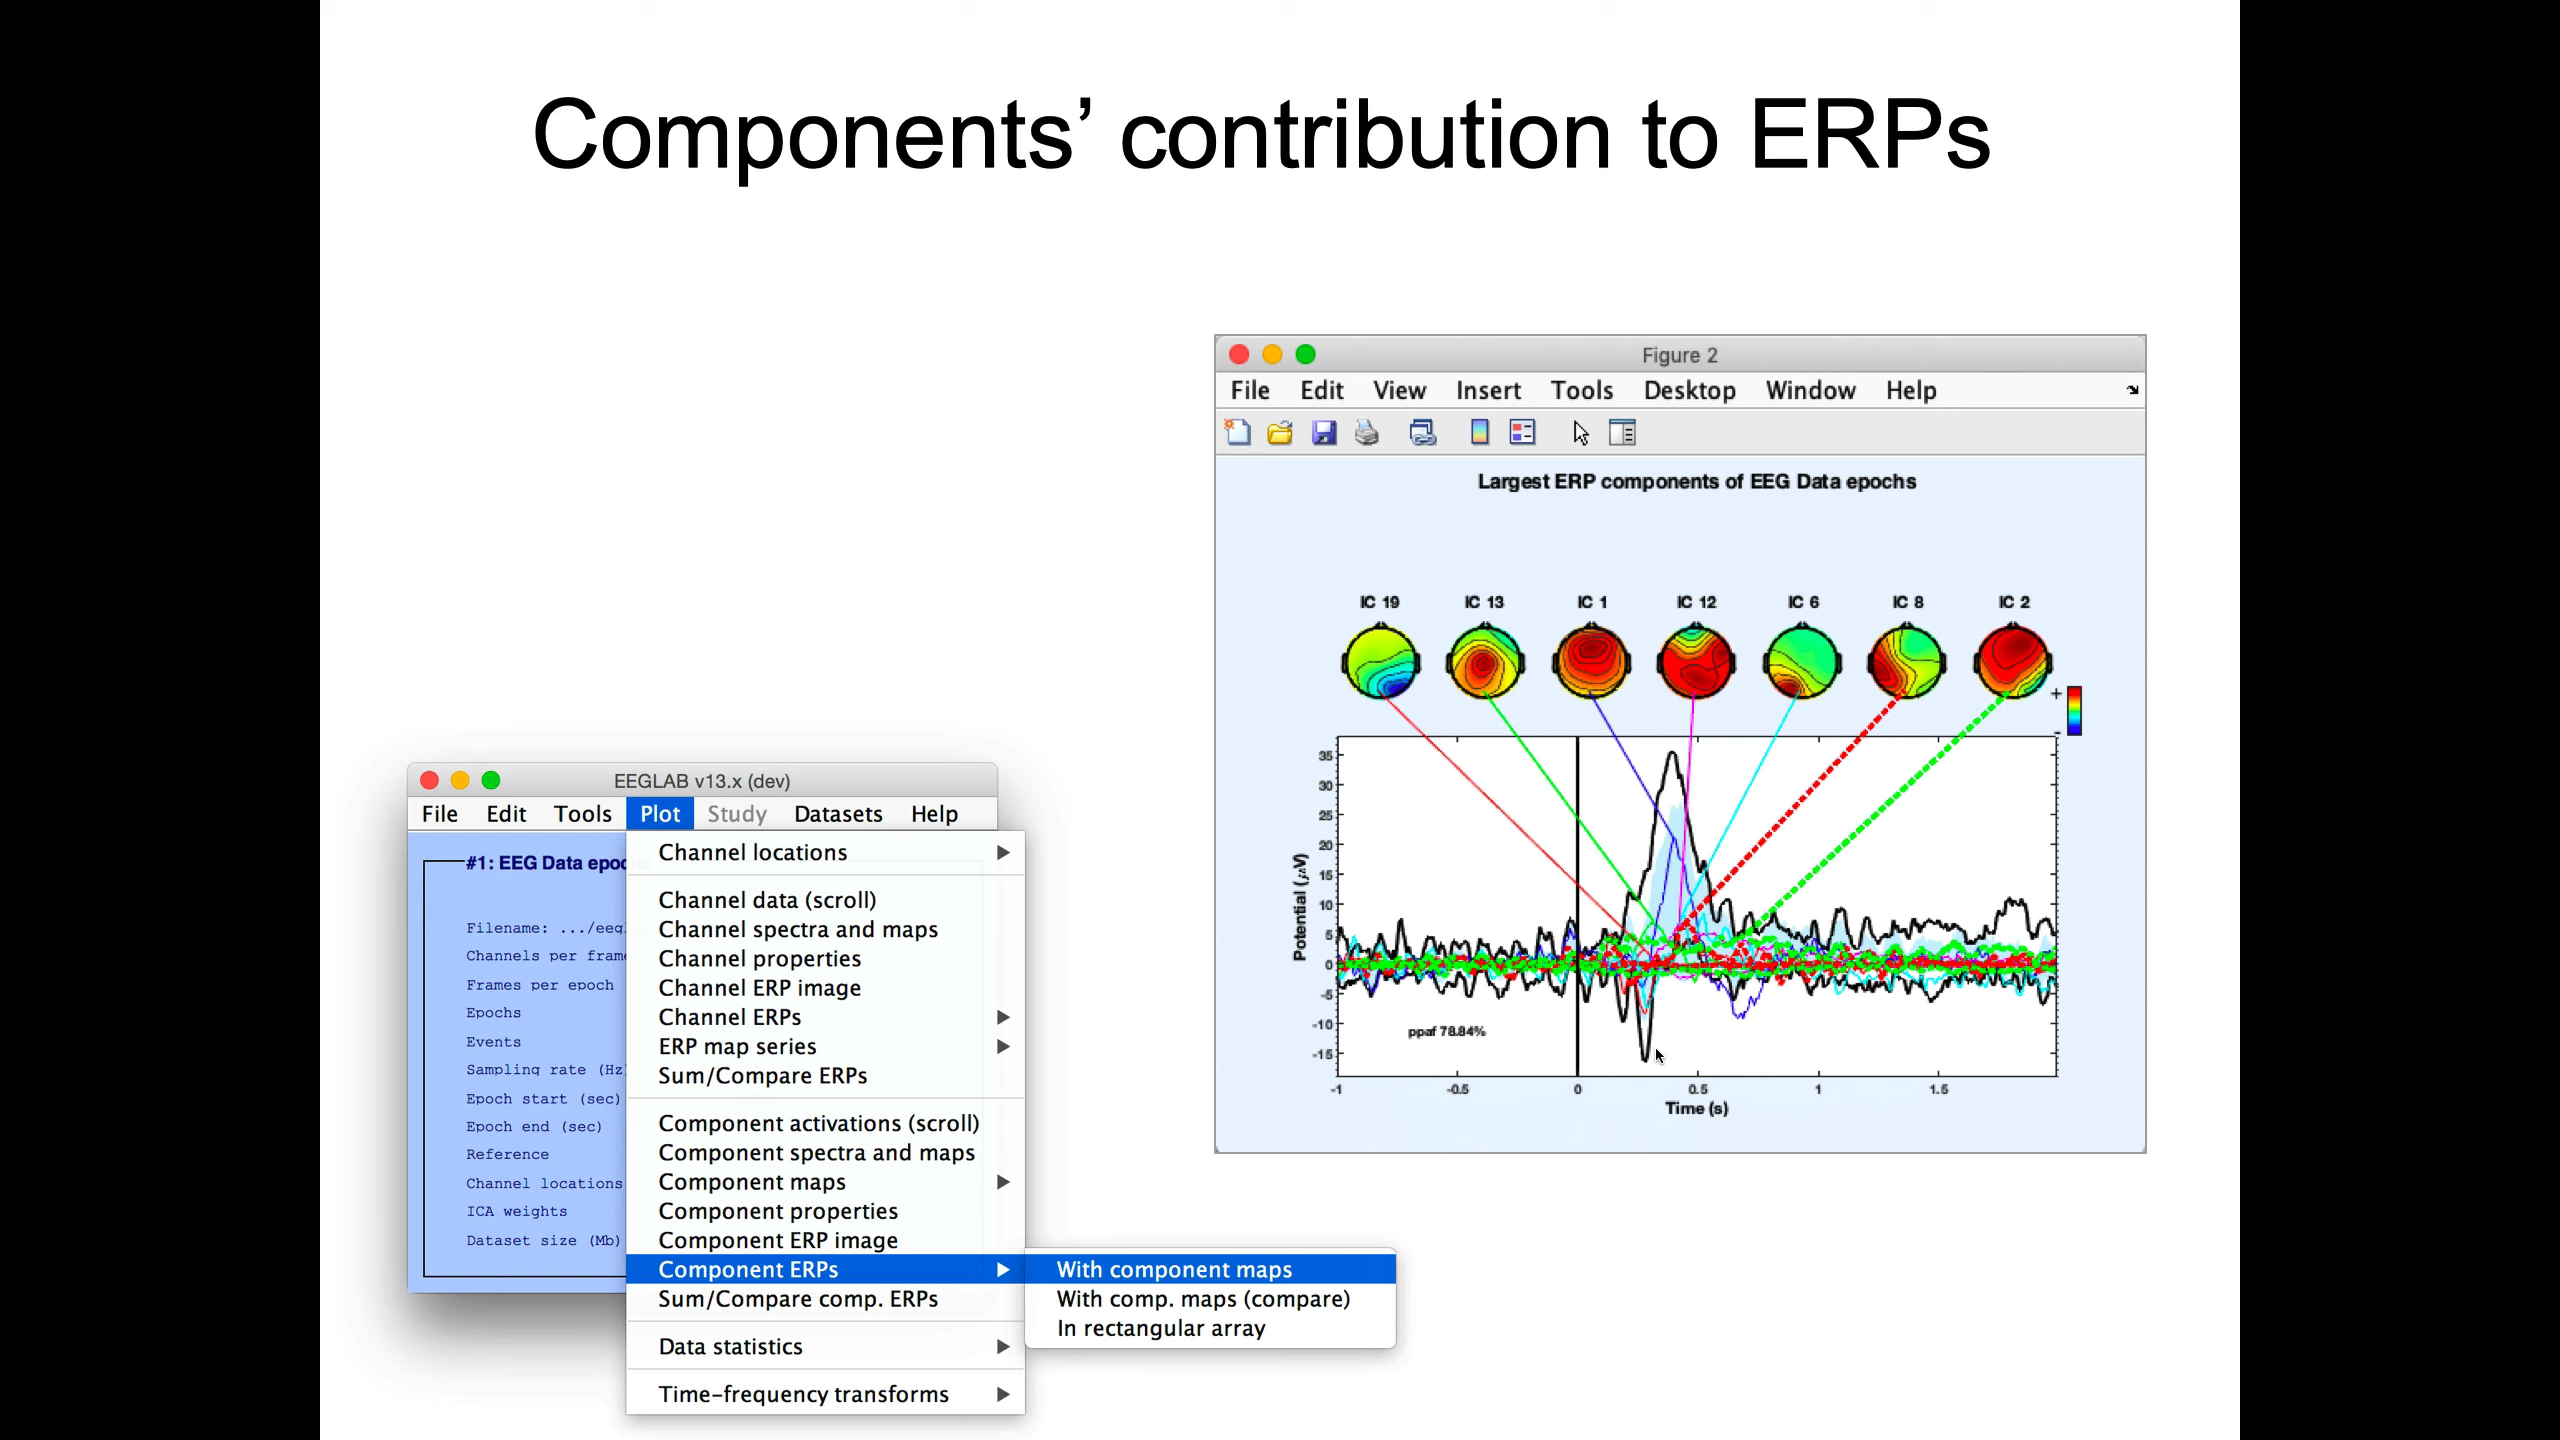 Components’ contribution to ERPs
Figure 2
File Edit View Insert Tools Desktop Window Help
Largest ERP components of EEG Data epochs
IC 19 IC 13 IC 1 IC 12 IC 6 IC 8 IC 2
+
-
35
30
25
20
15
10
5
0
-5
-10
-15
Potential (μV)
ppaf 78.84%
-1 -0.5 0 0.5 1 1.5
Time (s)
EEGLAB v13.x (dev)
File Edit Tools Plot Study Datasets Help
#1: EEG Data epoc
Filename: .../eeg
Channels per frame
Frames per epoch
Epochs
Events
Sampling rate (Hz
Epoch start (sec)
Epoch end (sec)
Reference
Channel locations
ICA weights
Dataset size (Mb)
Channel locations
Channel data (scroll)
Channel spectra and maps
Channel properties
Channel ERP image
Channel ERPs
ERP map series
Sum/Compare ERPs
Component activations (scroll)
Component spectra and maps
Component maps
Component properties
Component ERP image
Component ERPs
Sum/Compare comp. ERPs
Data statistics
Time-frequency transforms
With component maps
With comp. maps (compare)
In rectangular array